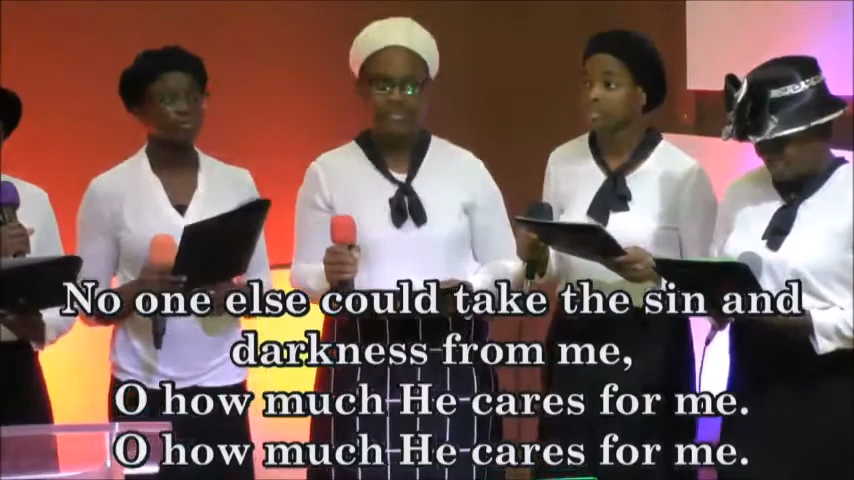 No one else could take the sin and
darkness from me,
O how much He cares for me.
O how much He cares for me.